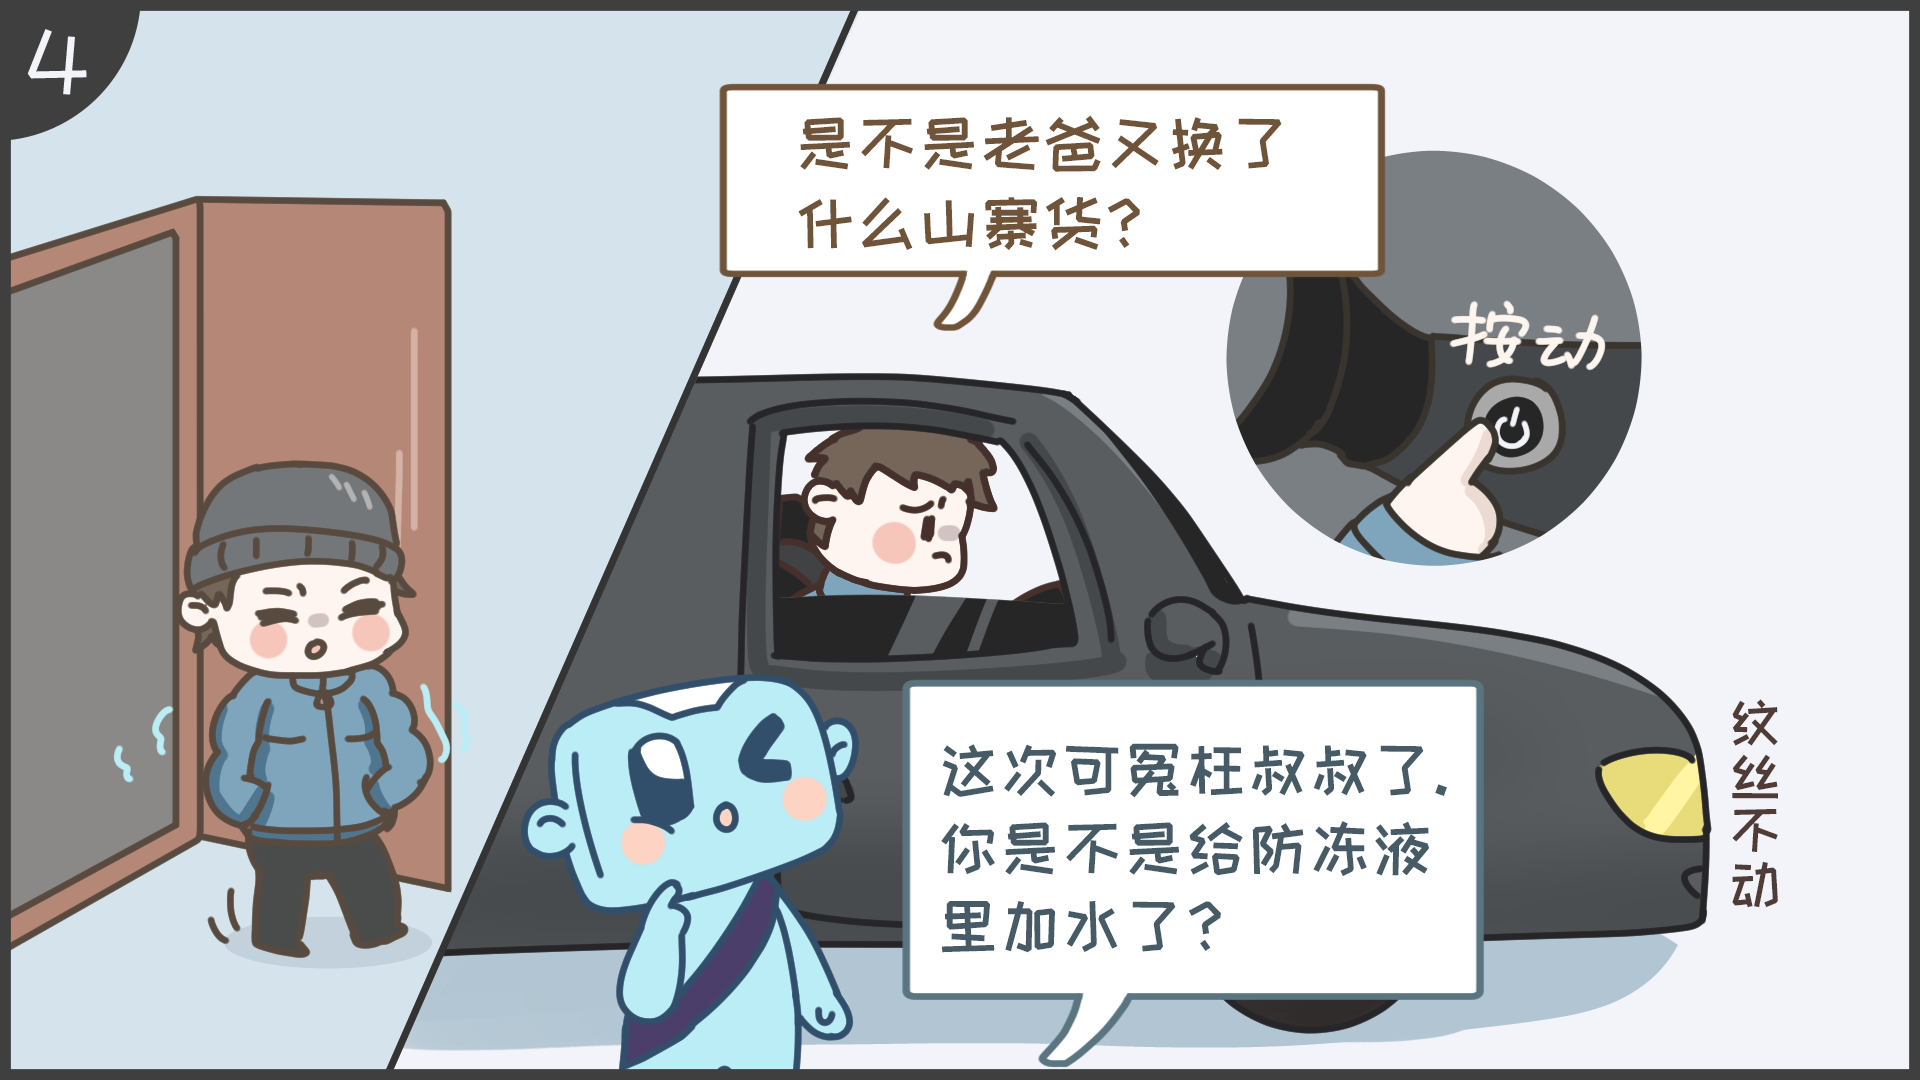 4
是不是老爸又换了
什么山寨货?
按动
这次可冤枉叔叔了.
你是不是给防冻液
里加水了?
纹丝不动